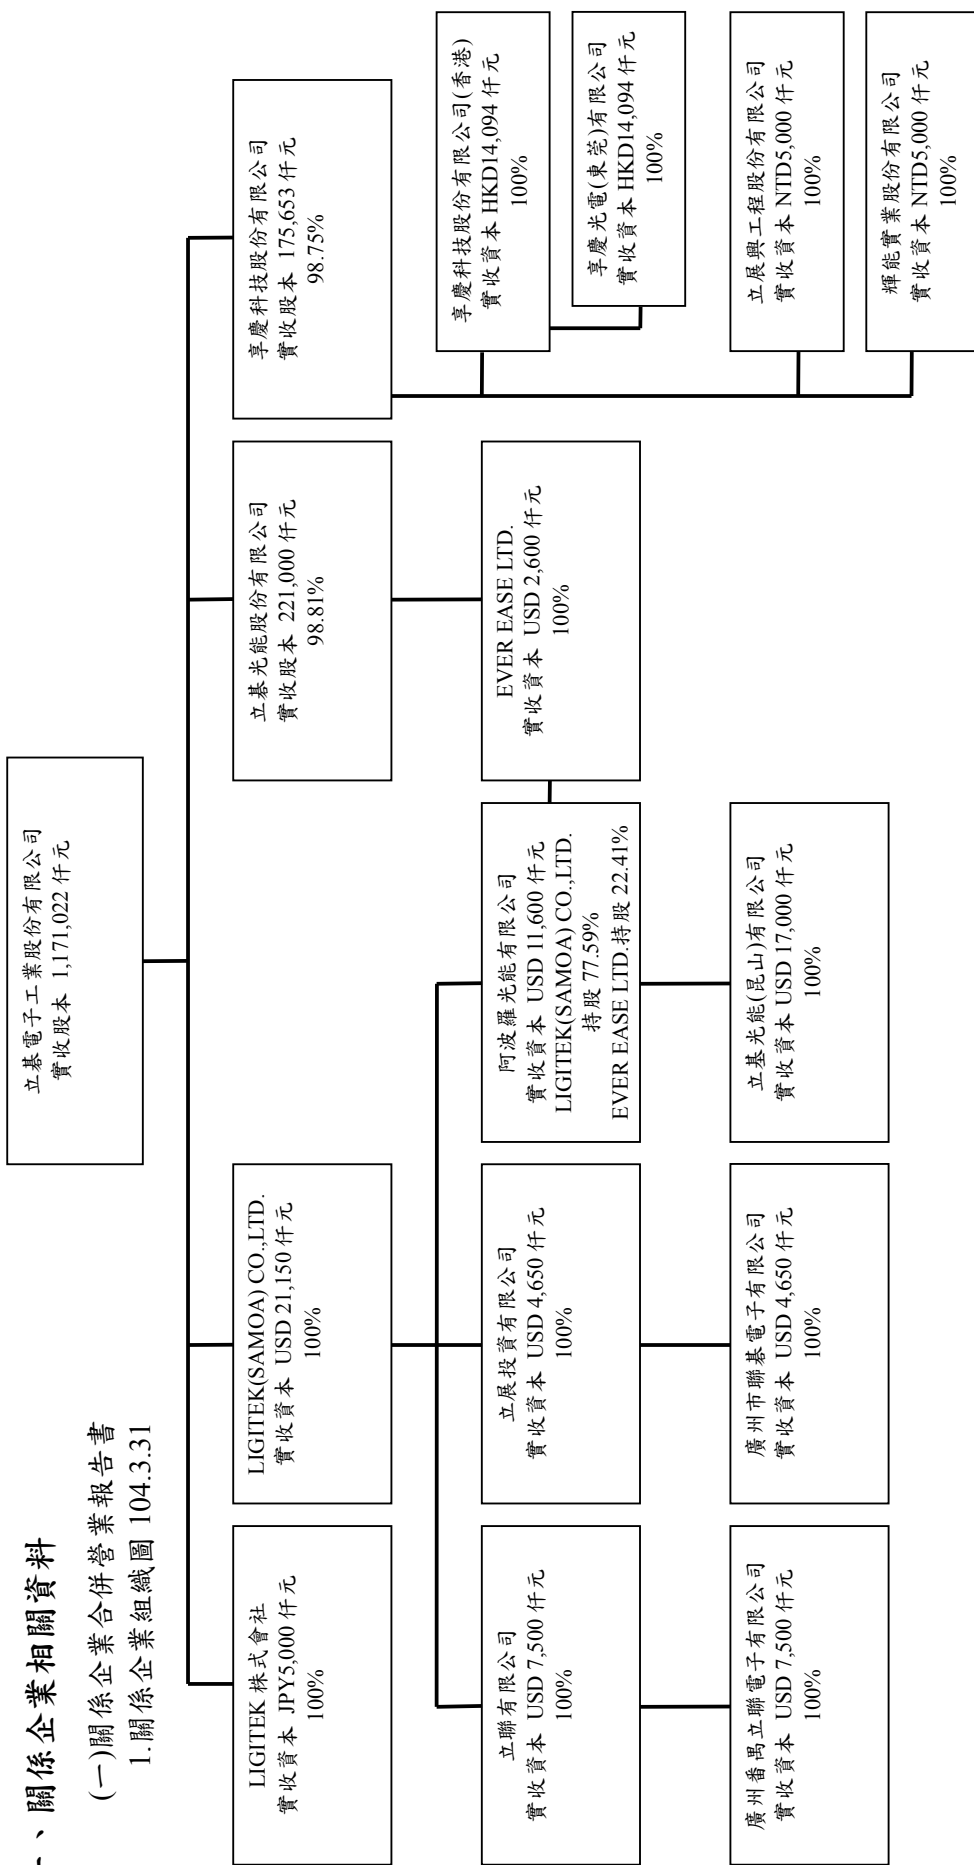 一、關係企業相關資料
(一)關係企業合併營業報告書
1.關係企業組織圖 104.3.31
立碁電子工業股份有限公司
實收股本 1,171,022 仟元
LIGITEK 株式會社
實收資本 JPY5,000 仟元
100%
LIGITEK(SAMOA) CO.,LTD.
實收資本 USD 21,150 仟元
100%
立碁光能股份有限公司
實收股本 221,000 仟元
98.81%
享慶科技股份有限公司
實收股本 175,653 仟元
98.75%
立聯有限公司
實收資本 USD 7,500 仟元
100%
立展投資有限公司
實收資本 USD 4,650 仟元
100%
阿波羅光能有限公司
實收資本 USD 11,600 仟元
LIGITEK(SAMOA) CO.,LTD.
持股 77.59%
EVER EASE LTD.持股 22.41%
EVER EASE LTD.
實收資本 USD 2,600 仟元
100%
享慶科技股份有限公司(香港)
實收資本 HKD14,094 仟元
100%
享慶光電(東莞)有限公司
實收資本 HKD14,094 仟元
100%
廣州番禺立聯電子有限公司
實收資本 USD 7,500 仟元
100%
廣州市聯碁電子有限公司
實收資本 USD 4,650 仟元
100%
立基光能(昆山)有限公司
實收資本 USD 17,000 仟元
100%
立展興工程股份有限公司
實收資本 NTD5,000 仟元
100%
輝能實業股份有限公司
實收資本 NTD5,000 仟元
100%